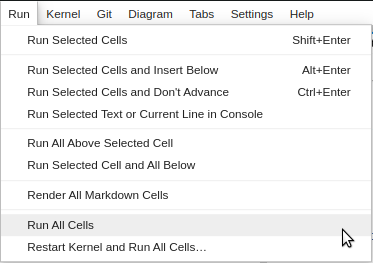 Run Kernel Git Diagram Tabs Settings Help
Run Selected Cells Shift+Enter
Run Selected Cells and Insert Below Alt+Enter
Run Selected Cells and Don't Advance Ctrl+Enter
Run Selected Text or Current Line in Console
Run All Above Selected Cell
Run Selected Cell and All Below
Render All Markdown Cells
Run All Cells
Restart Kernel and Run All Cells…